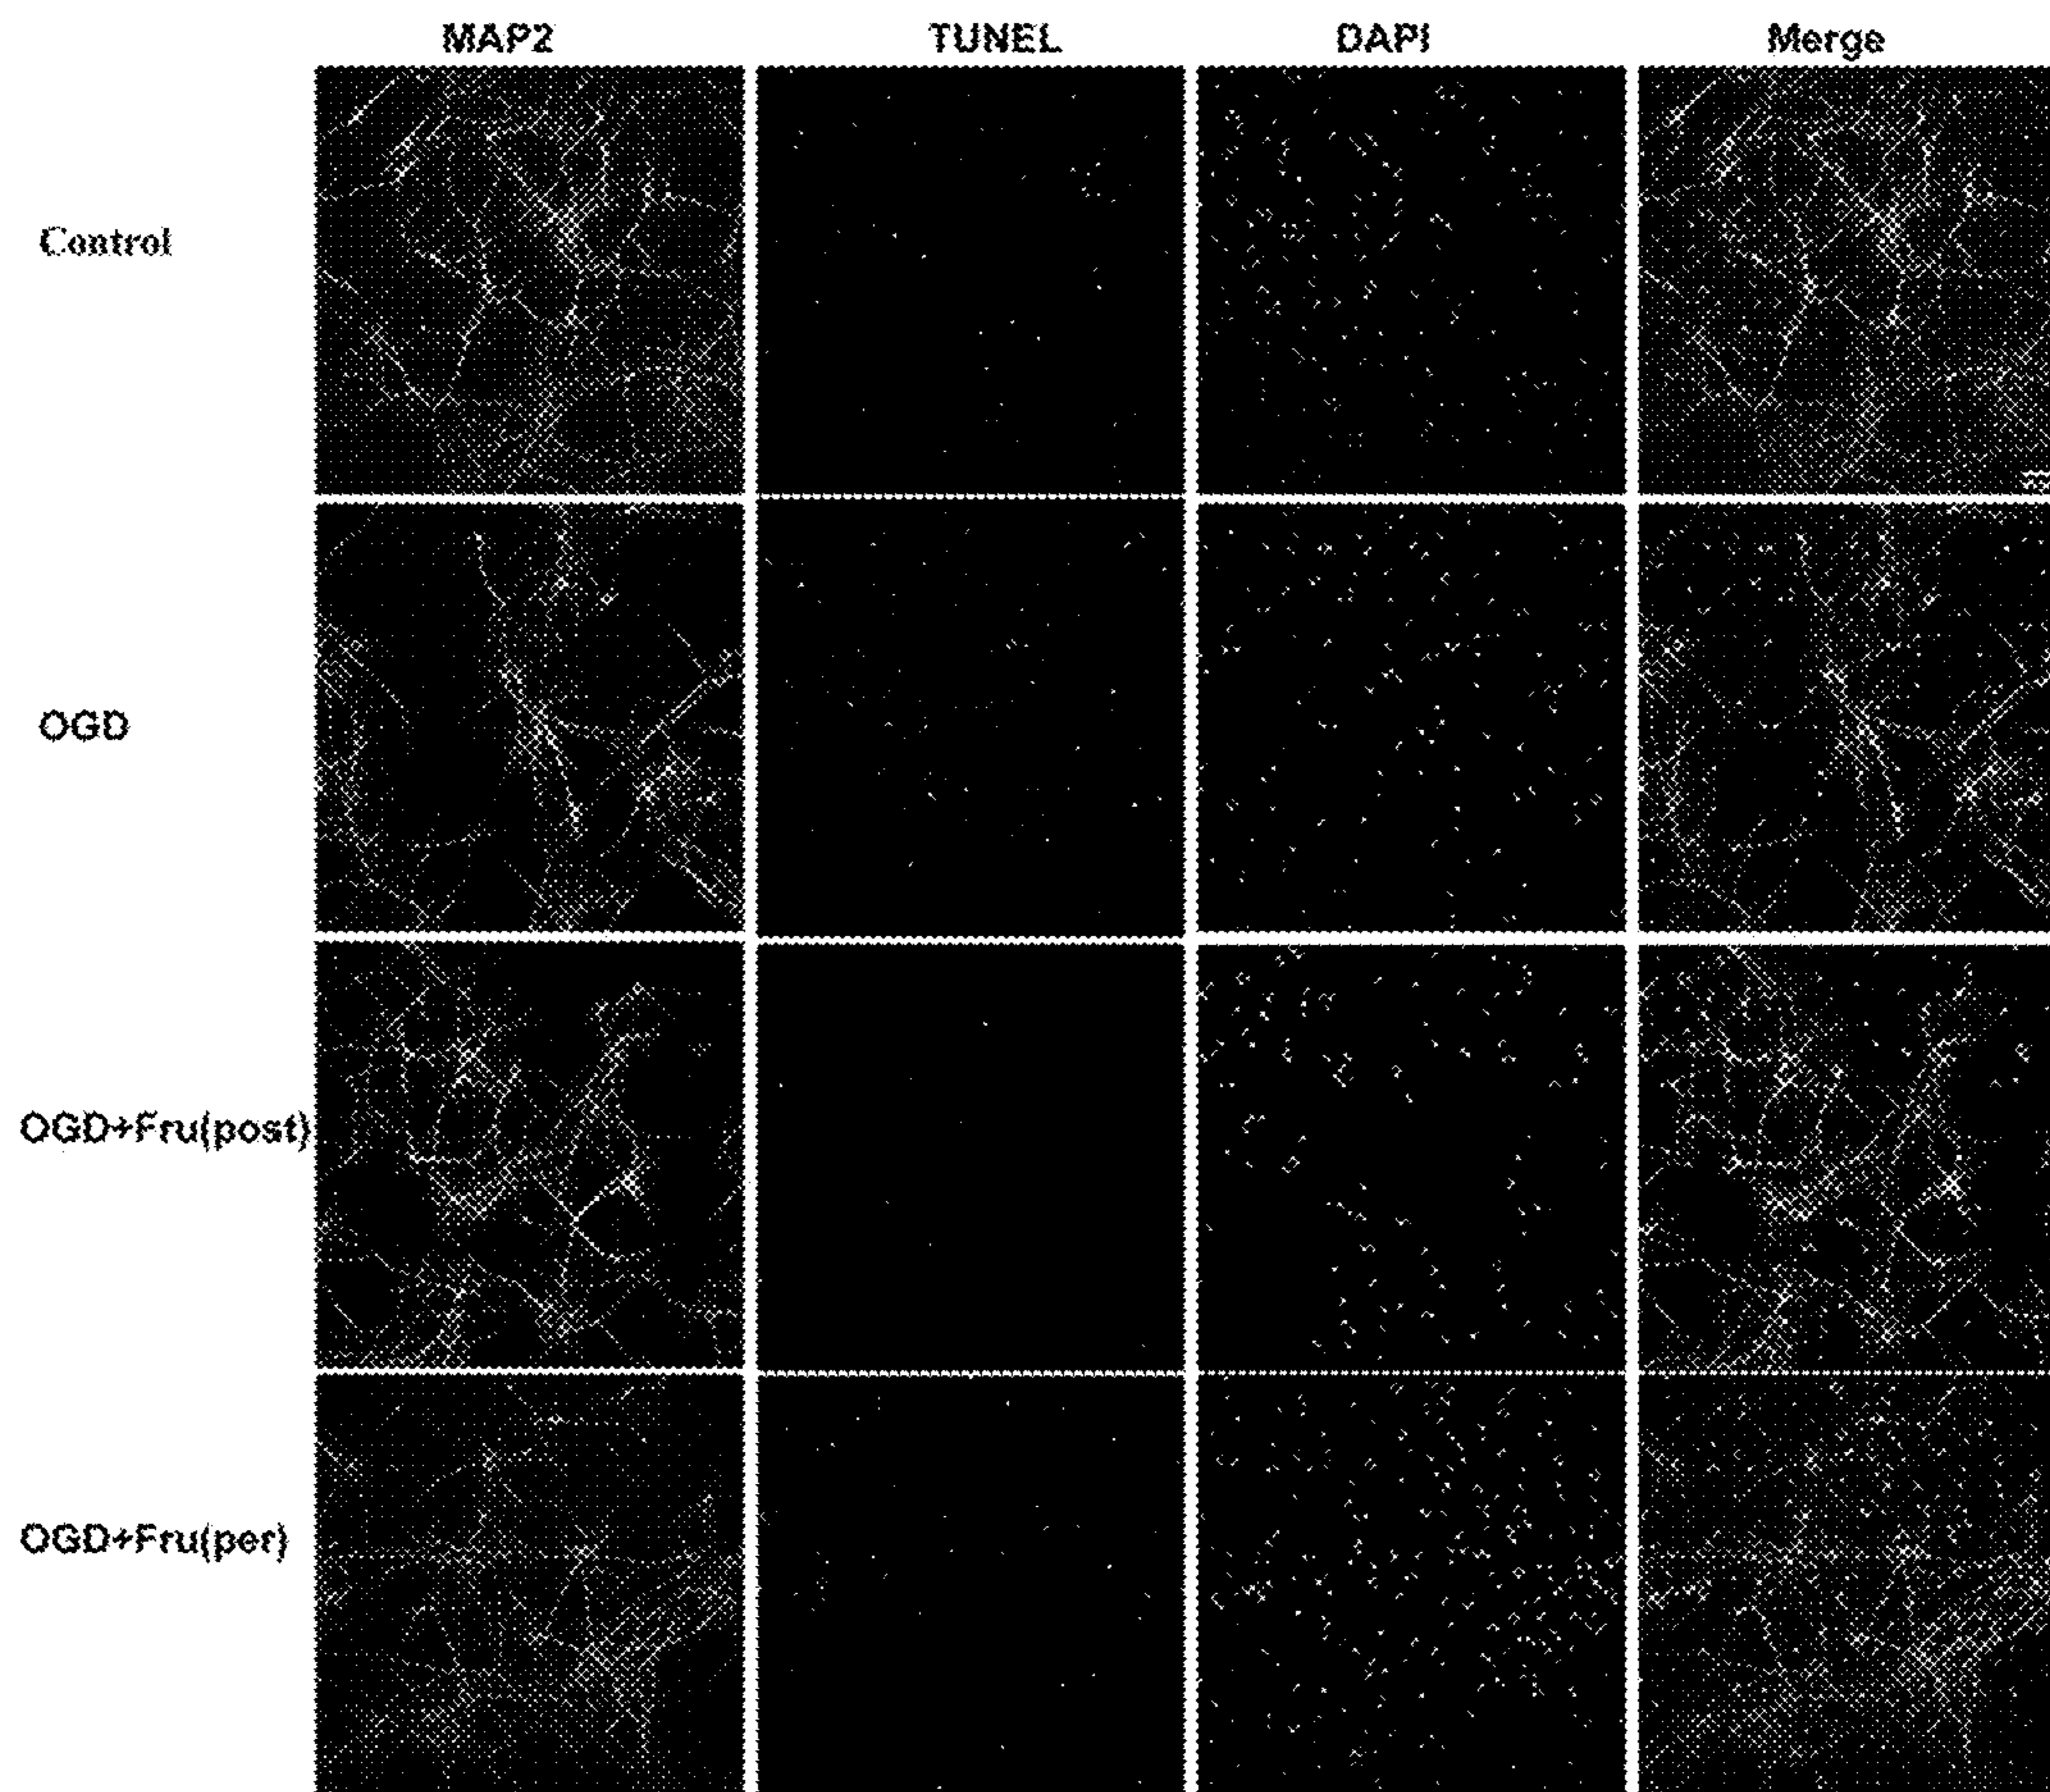 MAP2 TUNEL DAPI Merge
Control
OGD
OGD+Fru(post)
OGD+Fru(per)